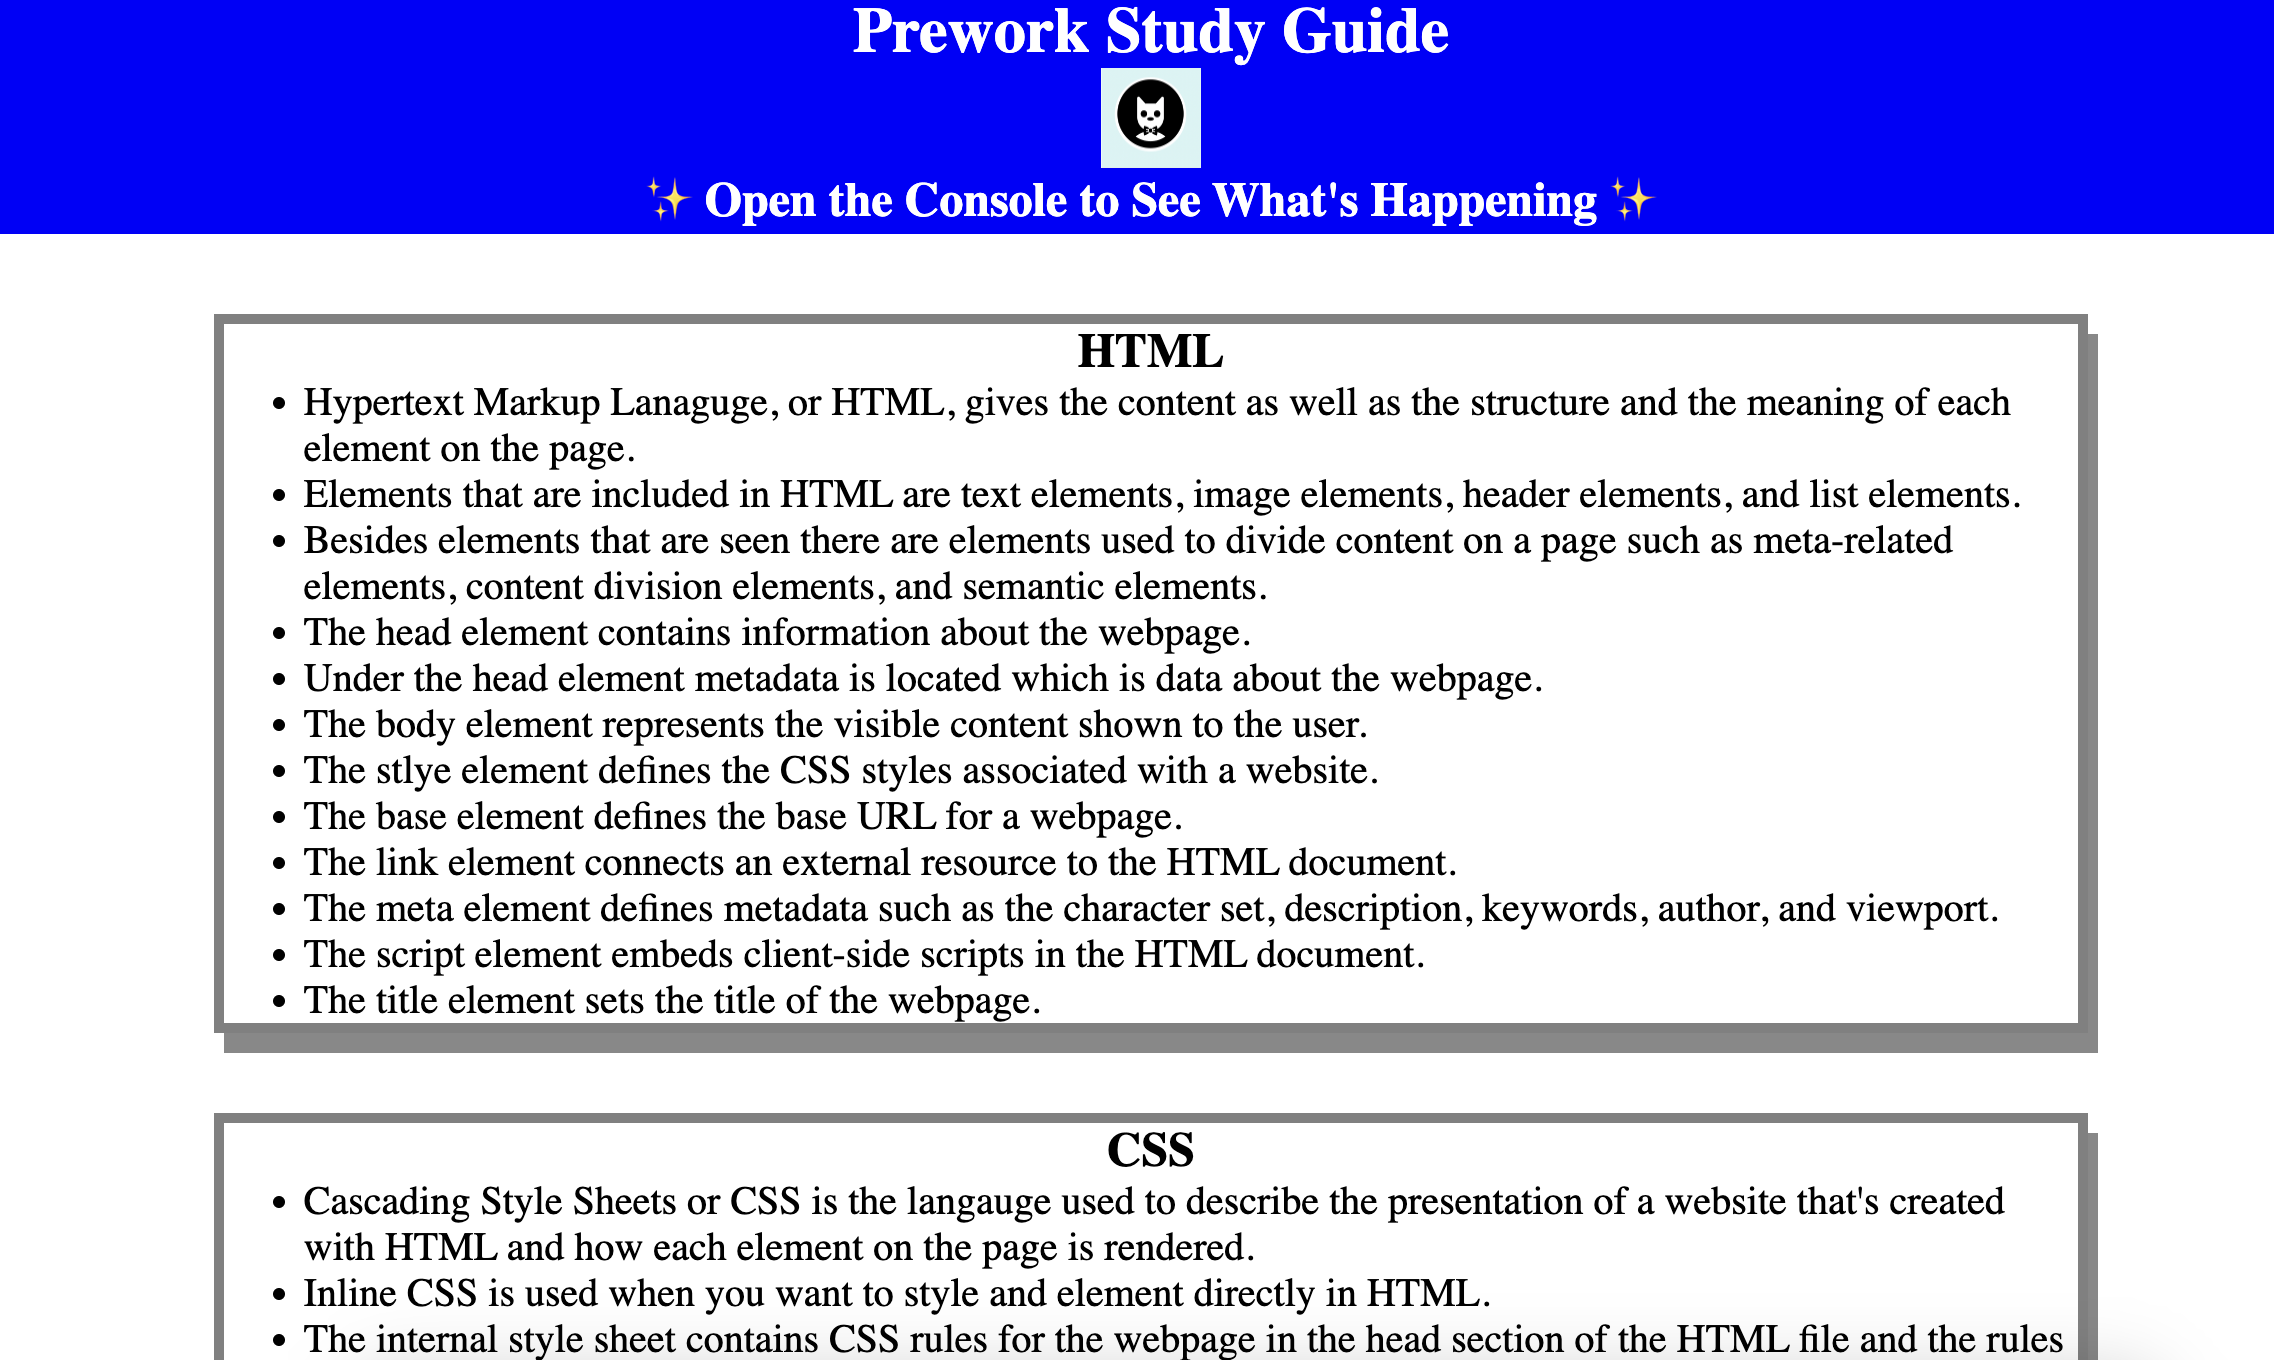 Prework Study Guide
✨ Open the Console to See What's Happening ✨
HTML
• Hypertext Markup Lanaguge, or HTML, gives the content as well as the structure and the meaning of each
element on the page.
• Elements that are included in HTML are text elements, image elements, header elements, and list elements.
• Besides elements that are seen there are elements used to divide content on a page such as meta-related
elements, content division elements, and semantic elements.
• The head element contains information about the webpage.
• Under the head element metadata is located which is data about the webpage.
• The body element represents the visible content shown to the user.
• The stlye element defines the CSS styles associated with a website.
• The base element defines the base URL for a webpage.
• The link element connects an external resource to the HTML document.
• The meta element defines metadata such as the character set, description, keywords, author, and viewport.
• The script element embeds client-side scripts in the HTML document.
• The title element sets the title of the webpage.
CSS
• Cascading Style Sheets or CSS is the langauge used to describe the presentation of a website that's created
with HTML and how each element on the page is rendered.
• Inline CSS is used when you want to style and element directly in HTML.
• The internal style sheet contains CSS rules for the webpage in the head section of the HTML file and the rules